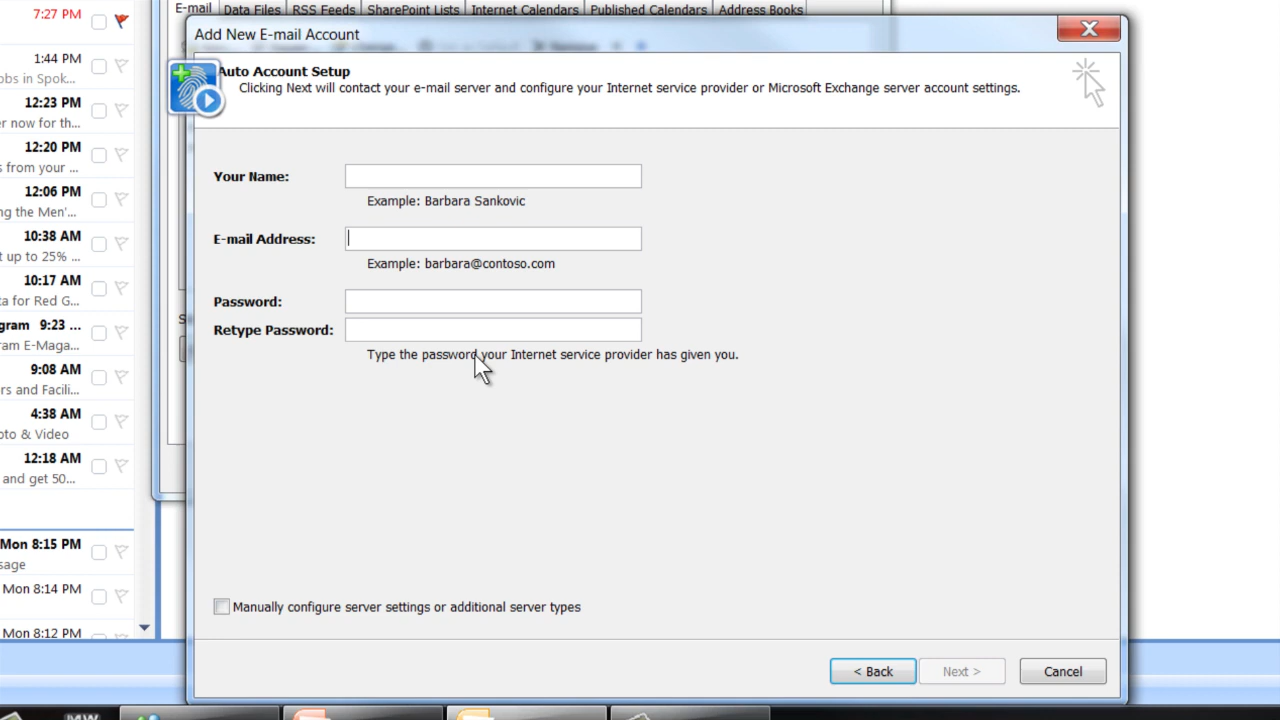 E-mail Data Files RSS Feeds SharePoint Lists Internet Calendars Published Calendars Address Books
Add New E-mail Account
Auto Account Setup
Clicking Next will contact your e-mail server and configure your Internet service provider or Microsoft Exchange server account settings.
Your Name:
Example: Barbara Sankovic
E-mail Address:
Example: barbara@contoso.com
Password:
Retype Password:
Type the password your Internet service provider has given you.
Manually configure server settings or additional server types
< Back Next > Cancel
7:27 PM
1:44 PM
obs in Spok...
12:23 PM
er now for th...
12:20 PM
s from your ...
12:06 PM
ng the Men'...
10:38 AM
t up to 25% ...
10:17 AM
ta for Red G...
gram 9:23 ...
ram E-Maga...
9:08 AM
rs and Facili...
4:38 AM
oto & Video
12:18 AM
and get 50...
Mon 8:15 PM
sage
Mon 8:14 PM
Mon 8:12 PM